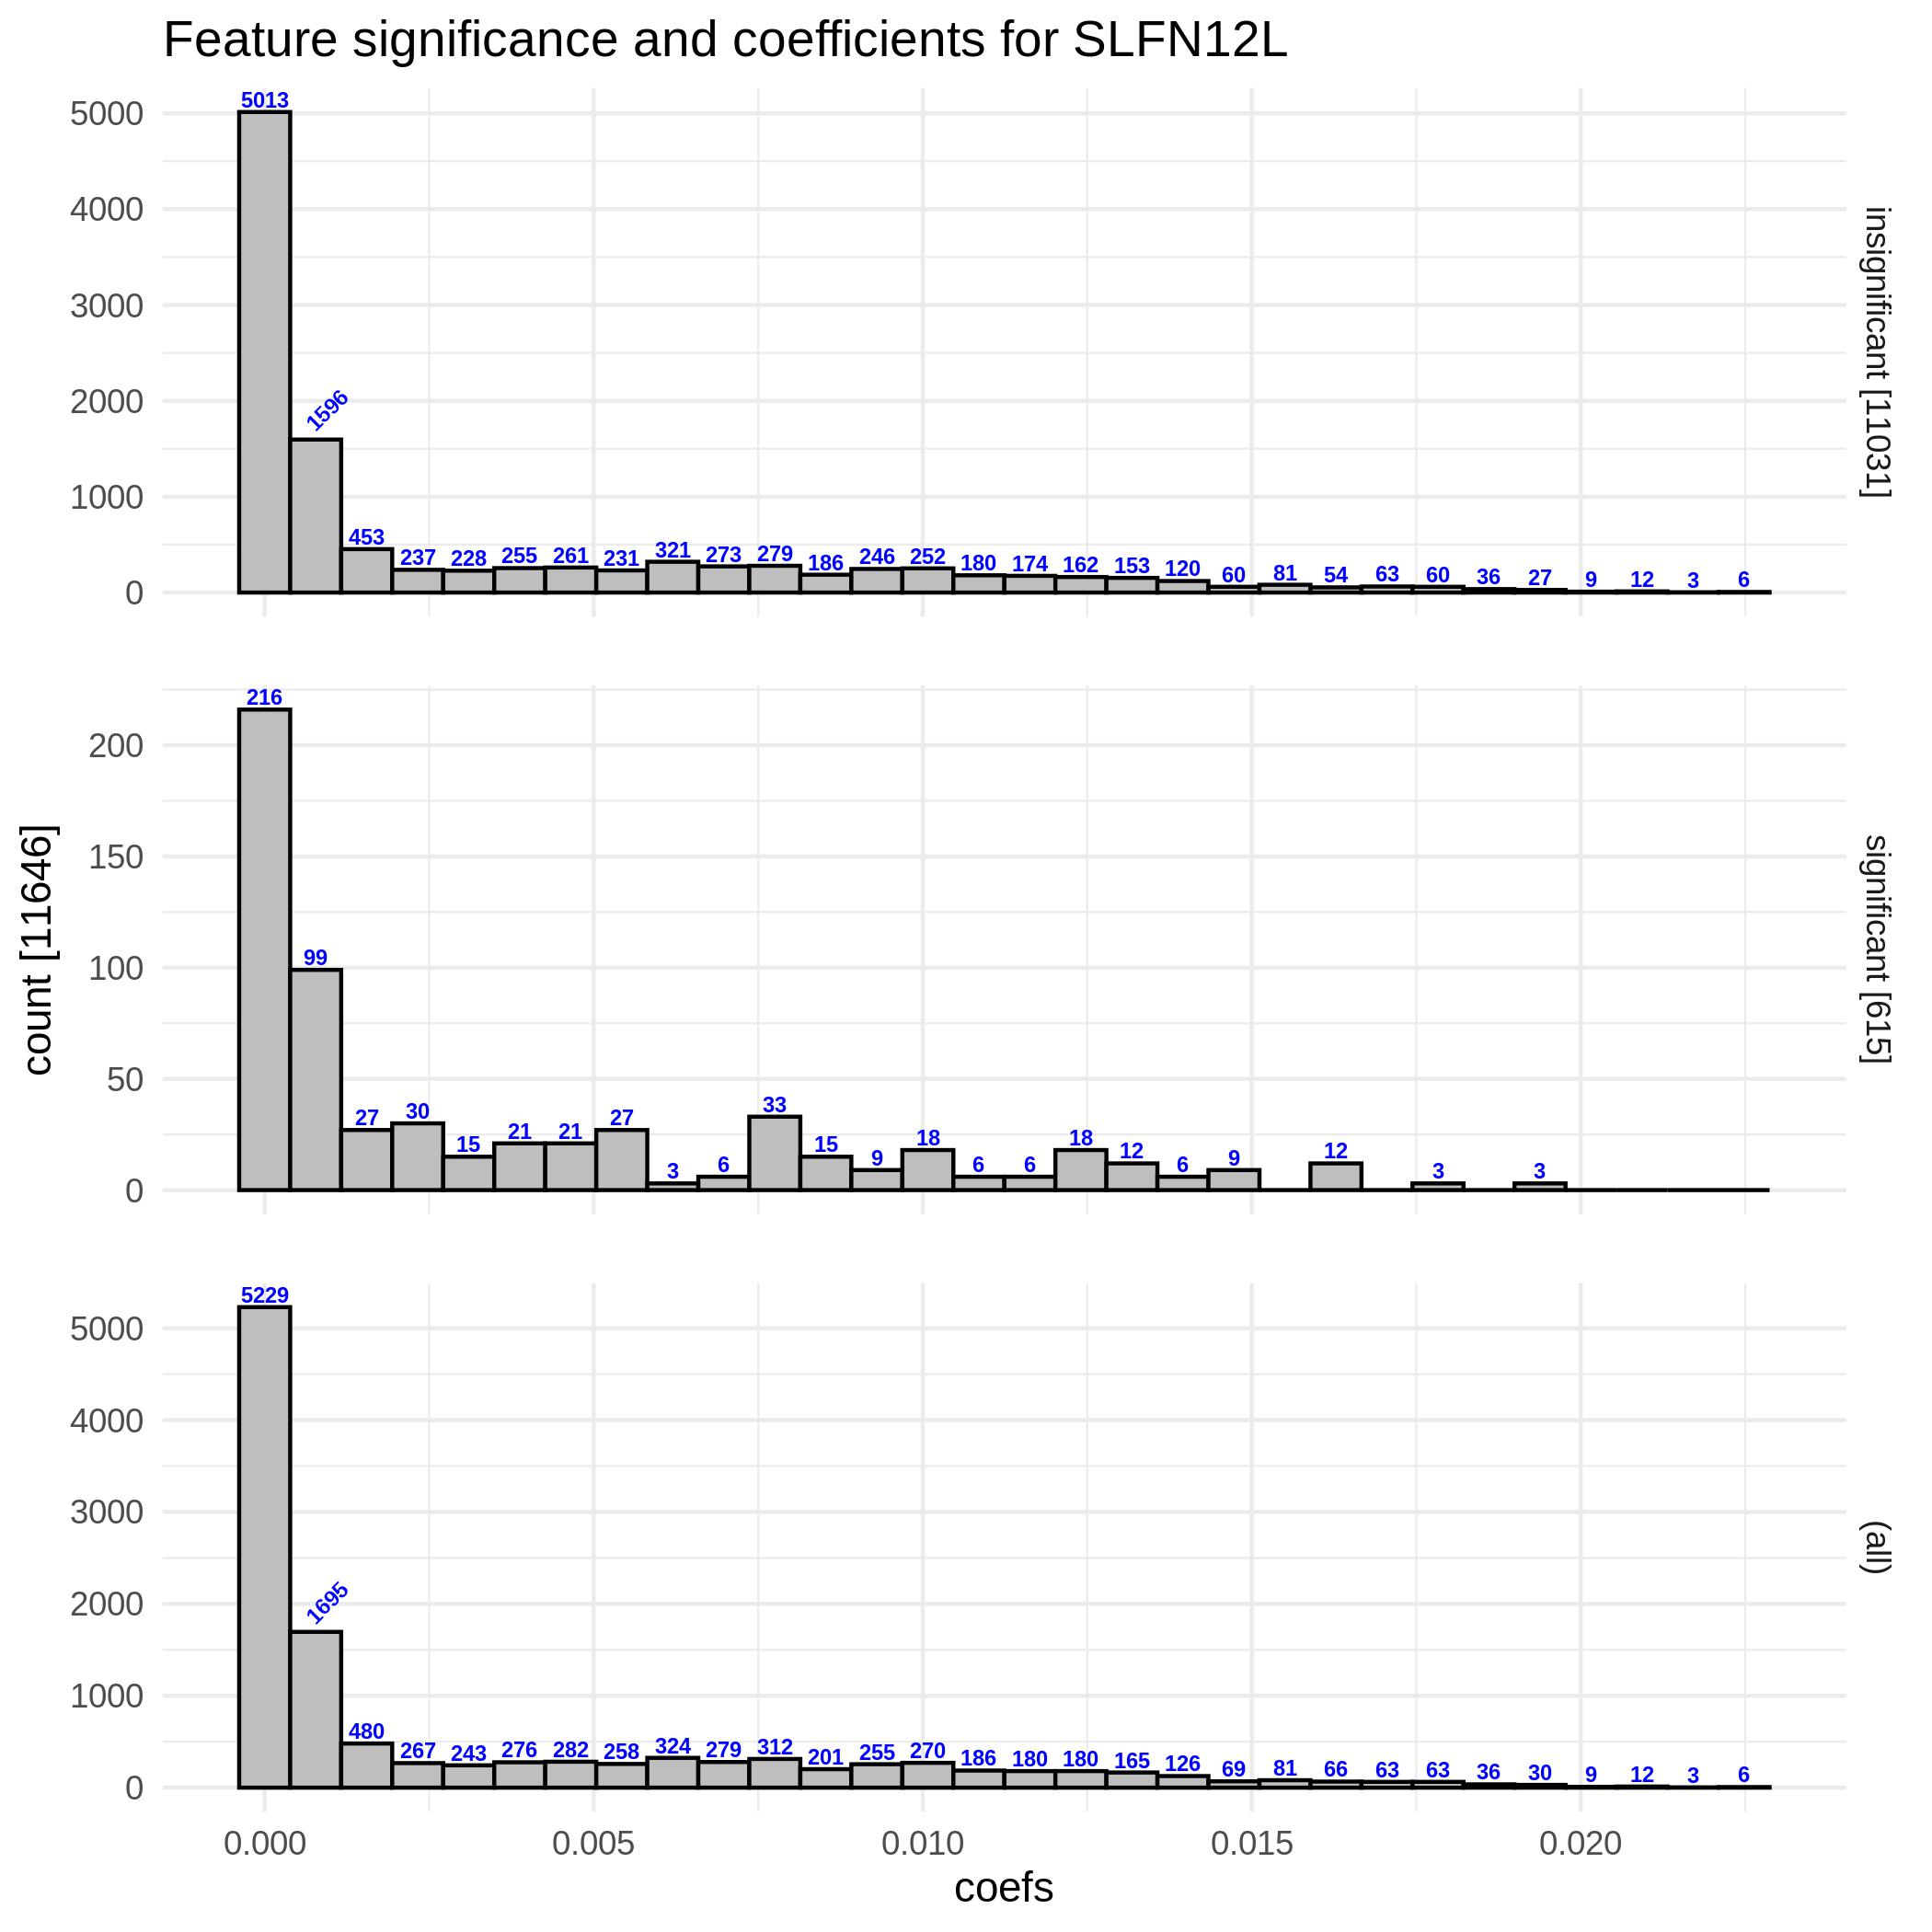 Feature significance and coefficients for SLFN12L
5013
5000
4000
3000
2000
1000
0
1596
453 237 228 255 261 231 321 273 279 186 246 252 180 174 162 153 120 60 81 54 63 60 36 27 9 12 3 6
insignificant [11031]
216
200
150
100
50
0
99
27 30 15 21 21 27 3 6 33 15 9 18 6 6 18 12 6 9 12 3 3
significant [615]
count [11646]
5229
5000
4000
3000
2000
1000
0
1695
480 267 243 276 282 258 324 279 312 201 255 270 186 180 180 165 126 69 81 66 63 63 36 30 9 12 3 6
(all)
0.000 0.005 0.010 0.015 0.020
coefs